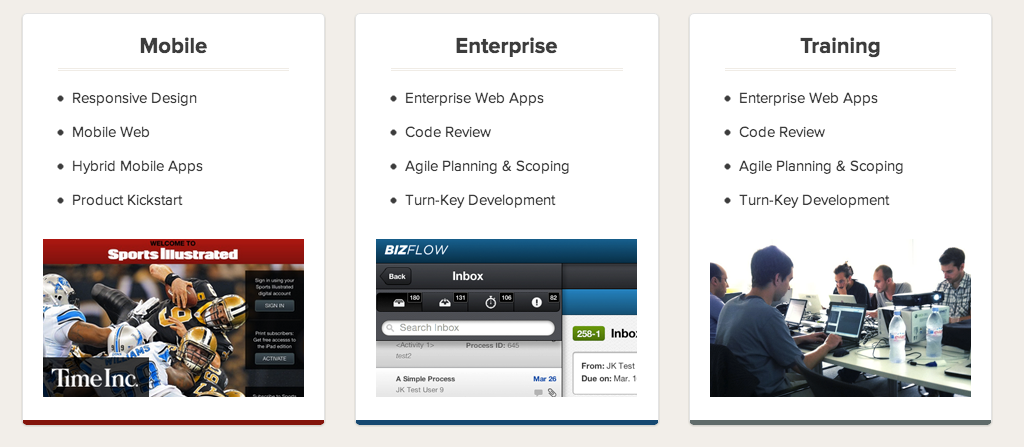 Mobile
Responsive Design
Mobile Web
Hybrid Mobile Apps
Product Kickstart
WELCOME TO
Sports Illustrated
Sign in using your
Sports Illustrated
digital account
SIGN IN
Print subscribers:
Get free access to
the iPad edition
ACTIVATE
Subscribe to Sports
Time Inc.
Enterprise
Enterprise Web Apps
Code Review
Agile Planning & Scoping
Turn-Key Development
BIZFLOW
Back
Inbox
180
131
106
82
Search Inbox
<Activity 1>
Process ID: 645
test2
A Simple Process
Mar 26
JK Test User 9
258-1
Inbo
From: JK Test
Due on: Mar. 1
Training
Enterprise Web Apps
Code Review
Agile Planning & Scoping
Turn-Key Development